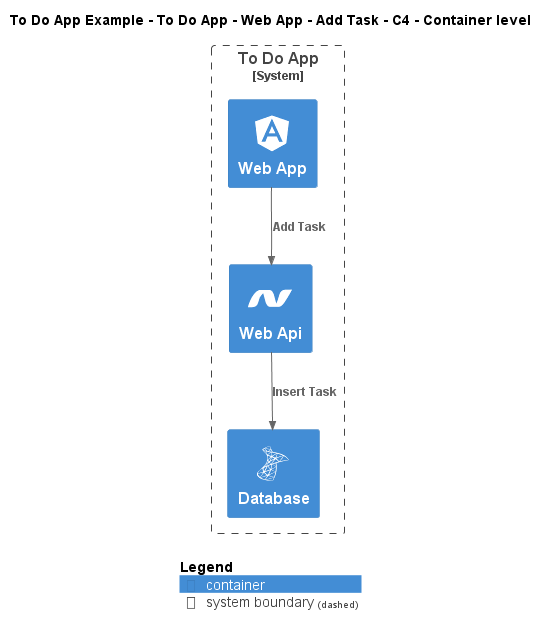 To Do App Example - To Do App - Web App - Add Task - C4 - Container level
To Do App
[System]
Web App
Add Task
Web Api
Insert Task
Database
Legend
container
system boundary (dashed)